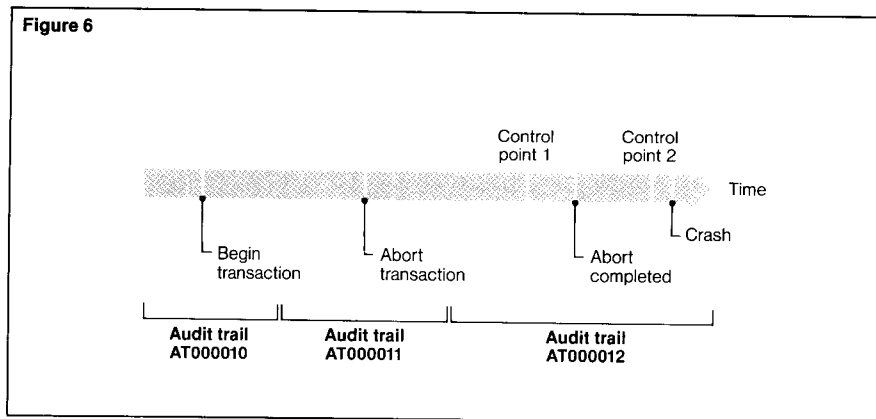 Figure 6
Control
point 1
Control
point 2
Time
Begin
transaction
Abort
transaction
Abort
completed
Crash
Audit trail
AT000010
Audit trail
AT000011
Audit trail
AT000012